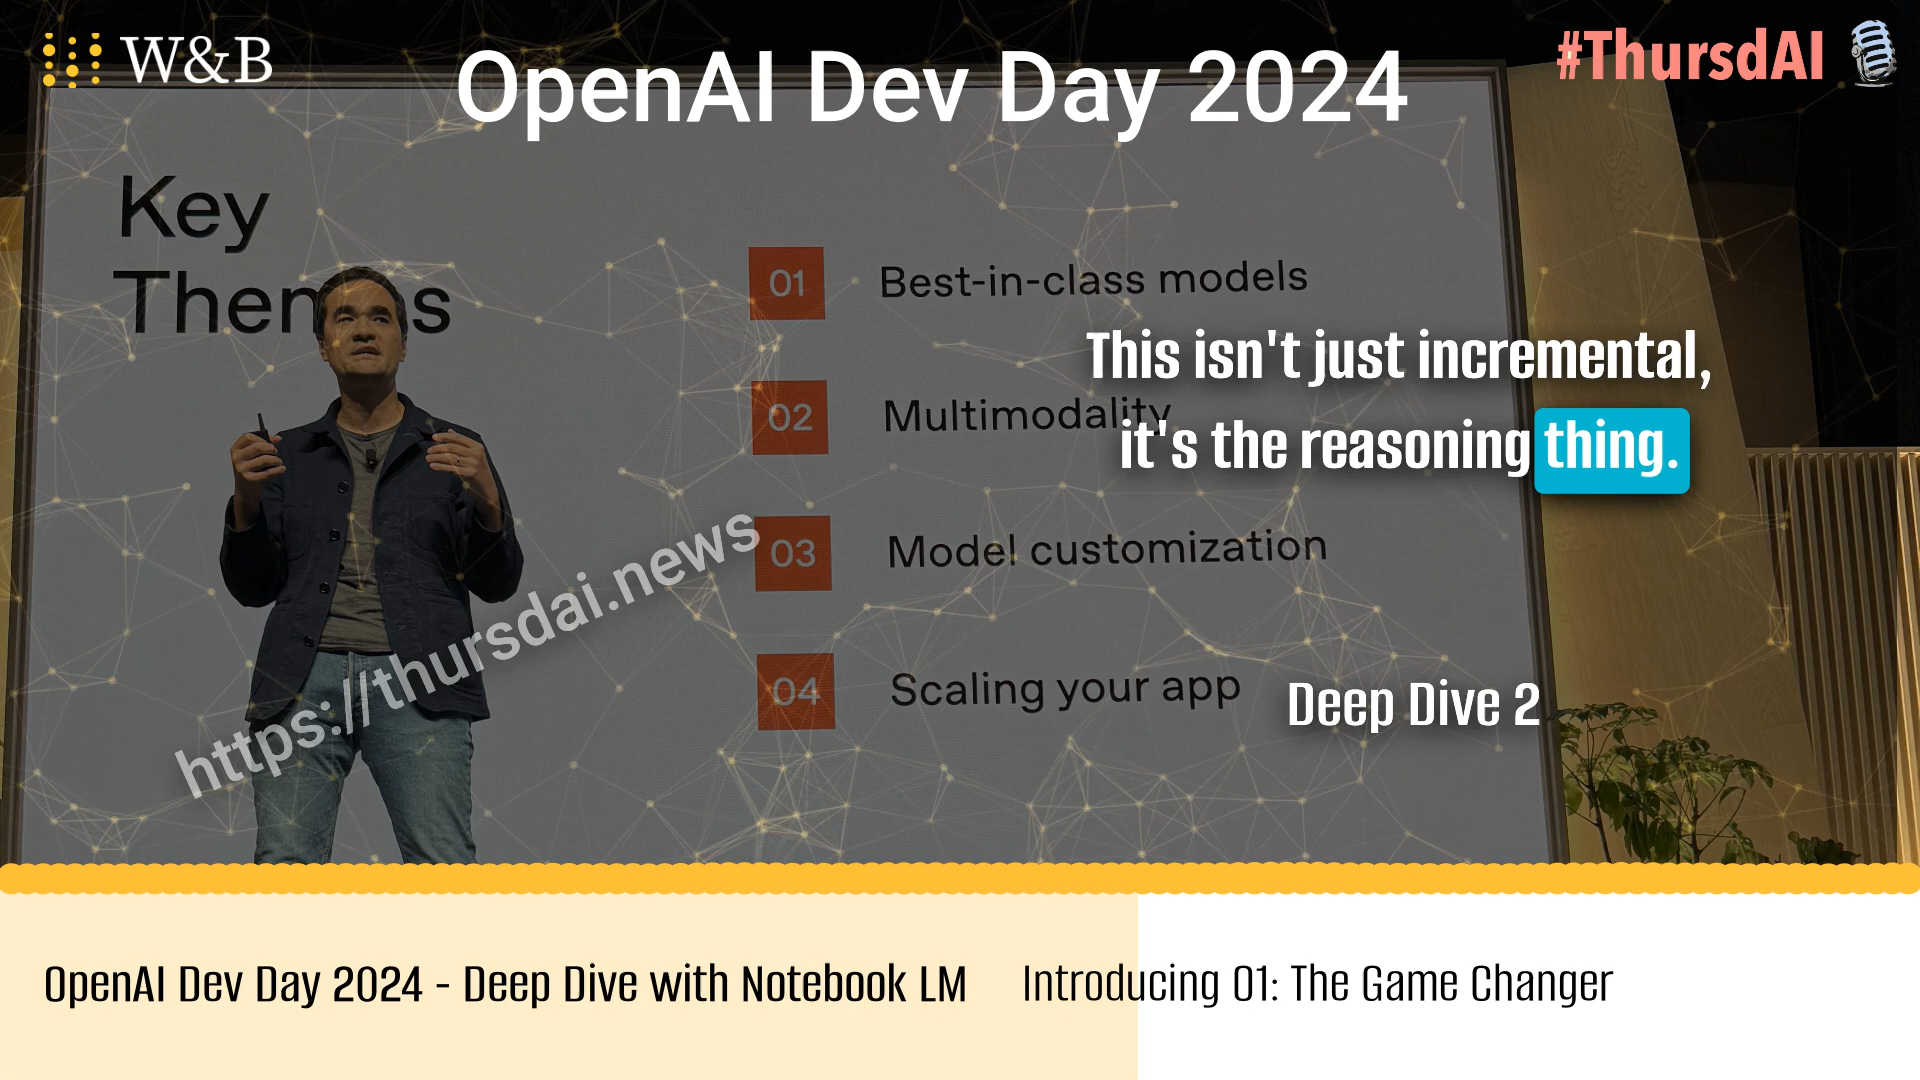 W&B
OpenAI Dev Day 2024
#ThursdAI
Key
Themes
01 Best-in-class models
This isn't just incremental,
it's the reasoning thing.
02 Multimodality
03 Model customization
04 Scaling your app
https://thursdai.news
Deep Dive 2
OpenAI Dev Day 2024 - Deep Dive with Notebook LM
Introducing O1: The Game Changer